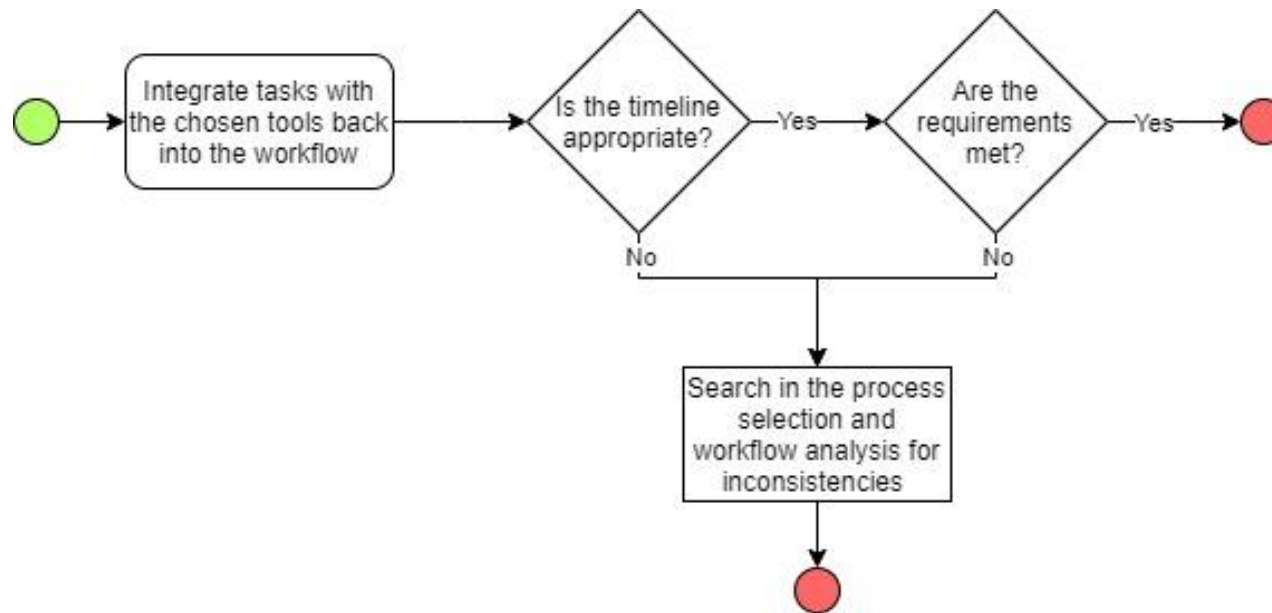 Integrate tasks with
the chosen tools back
into the workflow
Is the timeline
appropriate?
Yes
Are the
requirements
met?
Yes
No
No
Search in the process
selection and
workflow analysis for
inconsistencies